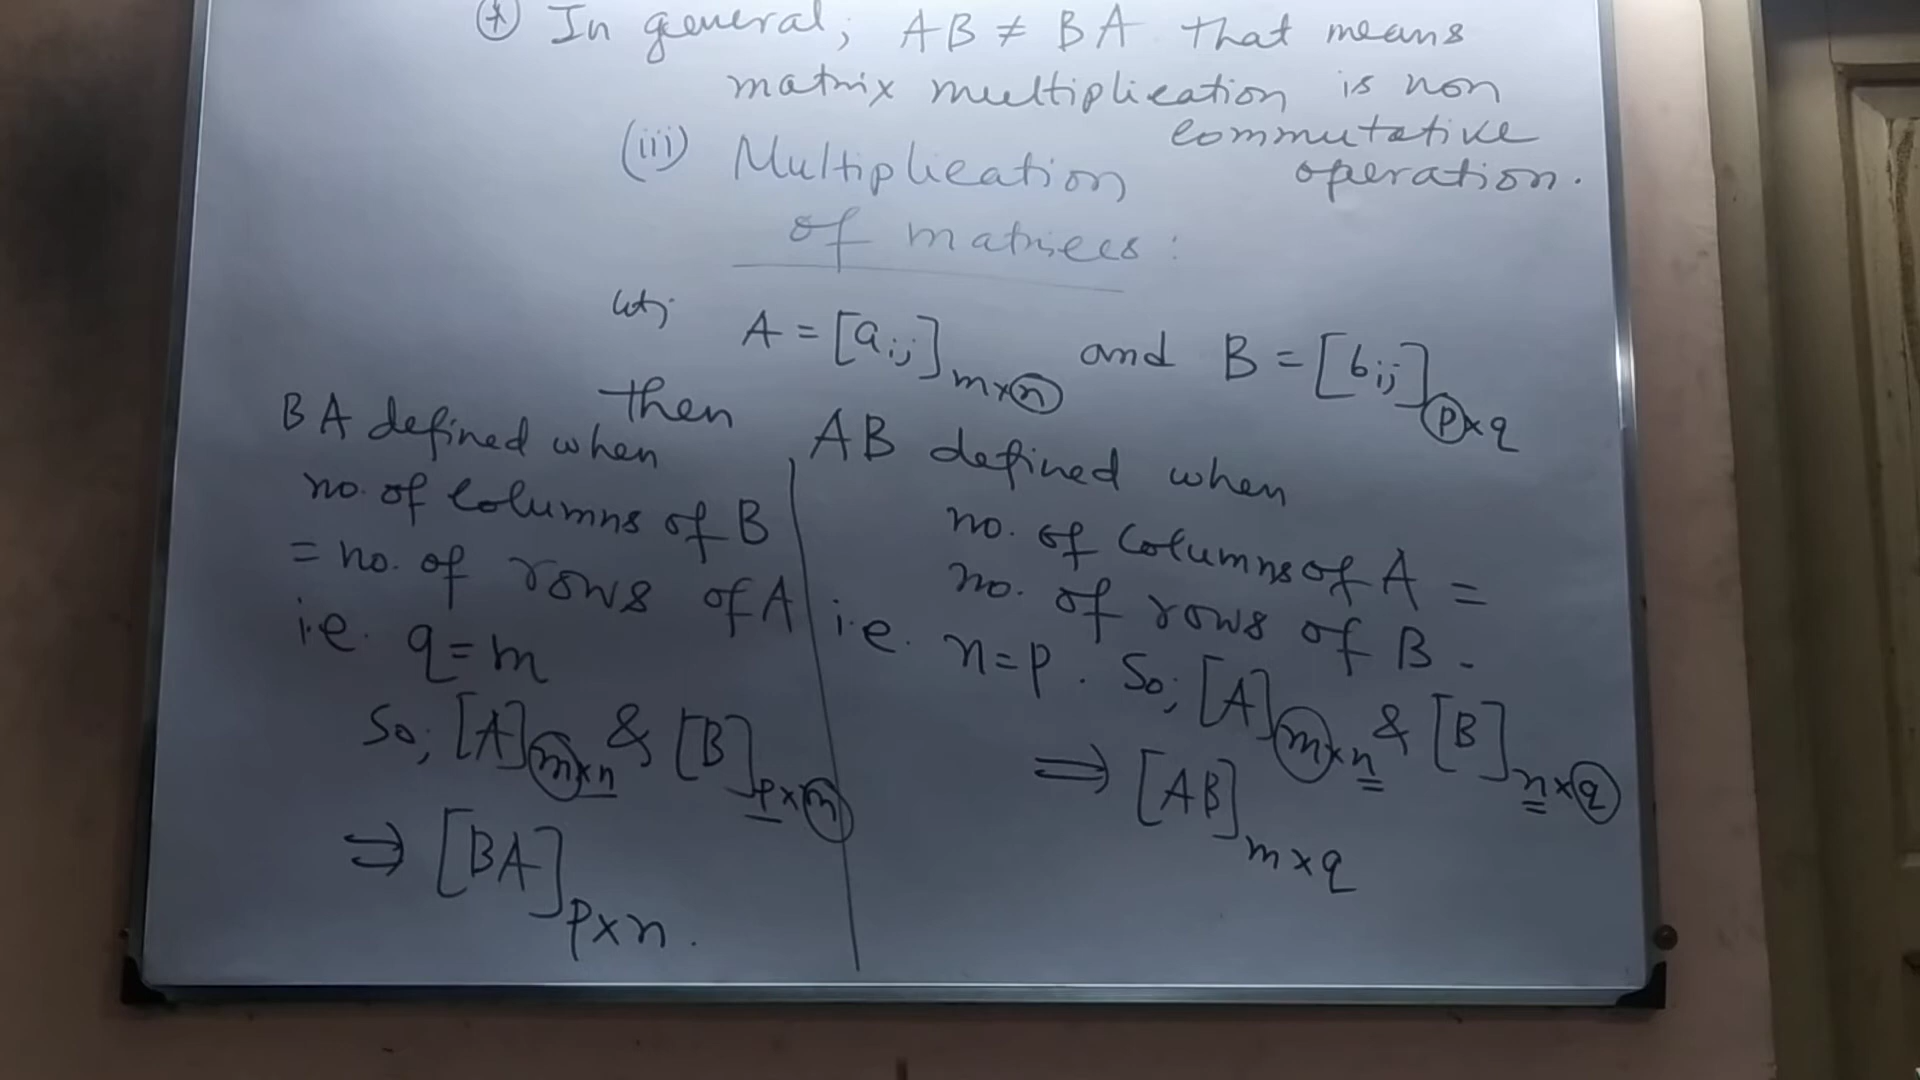 (*) In general; AB ≠ BA that means
matrix multiplication is non
commutative
operation.
(iii) Multiplication
of matrices:
Let; A = [aij]m×n and B = [bij]p×q
then AB defined when
no. of Columns of A =
no. of rows of B.
i.e. n=p. So; [A]m×n & [B]n×q
⇒ [AB]m×q
BA defined when
no. of Columns of B
= no. of rows of A
i.e. q=m
So; [A]m×n & [B]p×m
⇒ [BA]p×n.